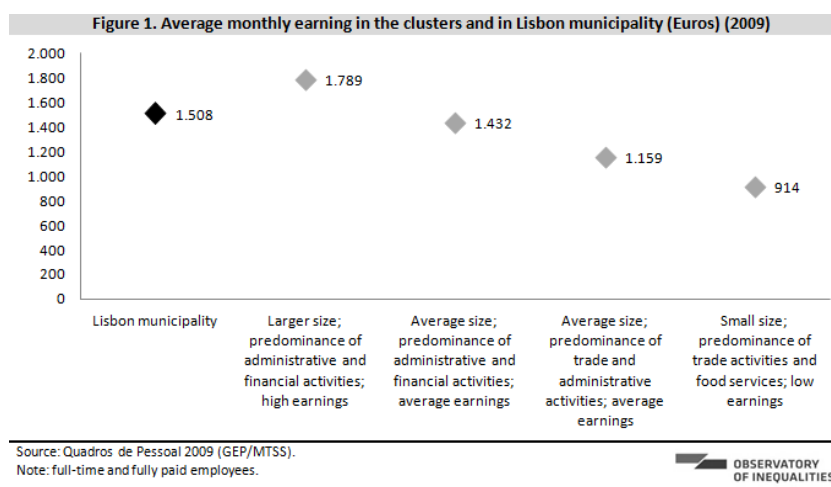 Figure 1. Average monthly earning in the clusters and in Lisbon municipality (Euros) (2009)
2.000
1.800
1.600
1.400
1.200
1.000
800
600
400
200
0
1.508
1.789
1.432
1.159
914
Lisbon municipality
Larger size;
predominance of
administrative and
financial activities;
high earnings
Average size;
predominance of
administrative and
financial activities;
average earnings
Average size;
predominance of
trade and
administrative
activities; average
earnings
Small size;
predominance of
trade activities and
food services; low
earnings
Source: Quadros de Pessoal 2009 (GEP/MTSS).
Note: full-time and fully paid employees.
OBSERVATORY
OF INEQUALITIES